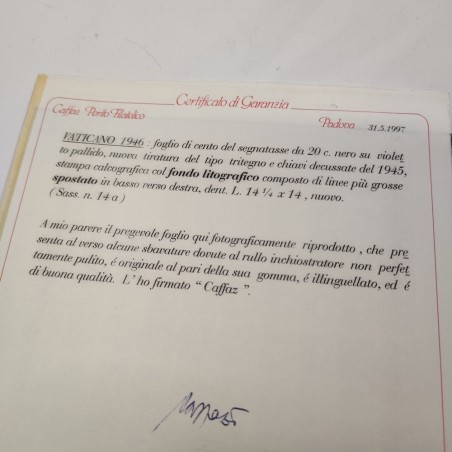 Certificato di Garanzia
Caffaz Perito Filatelico
Padova 31.5.1997
VATICANO 1946 : foglio di cento del segnatasse da 20 c. nero su violet
to pallido, nuova tiratura del tipo tritegno e chiavi decussate del 1945,
stampa calcografica col fondo litografico composto di linee più grosse
spostato in basso verso destra, dent. L. 14 ¼ x 14 , nuovo.
( Sass. n. 14 a )
A mio parere il pregevole foglio qui fotograficamente riprodotto , che pre
senta al verso alcune sbavature dovute al rullo inchiostratore non perfet
tamente pulito, é originale al pari della sua gomma, é illinguellato, ed é
di buona qualità. L' ho firmato " Caffaz ".